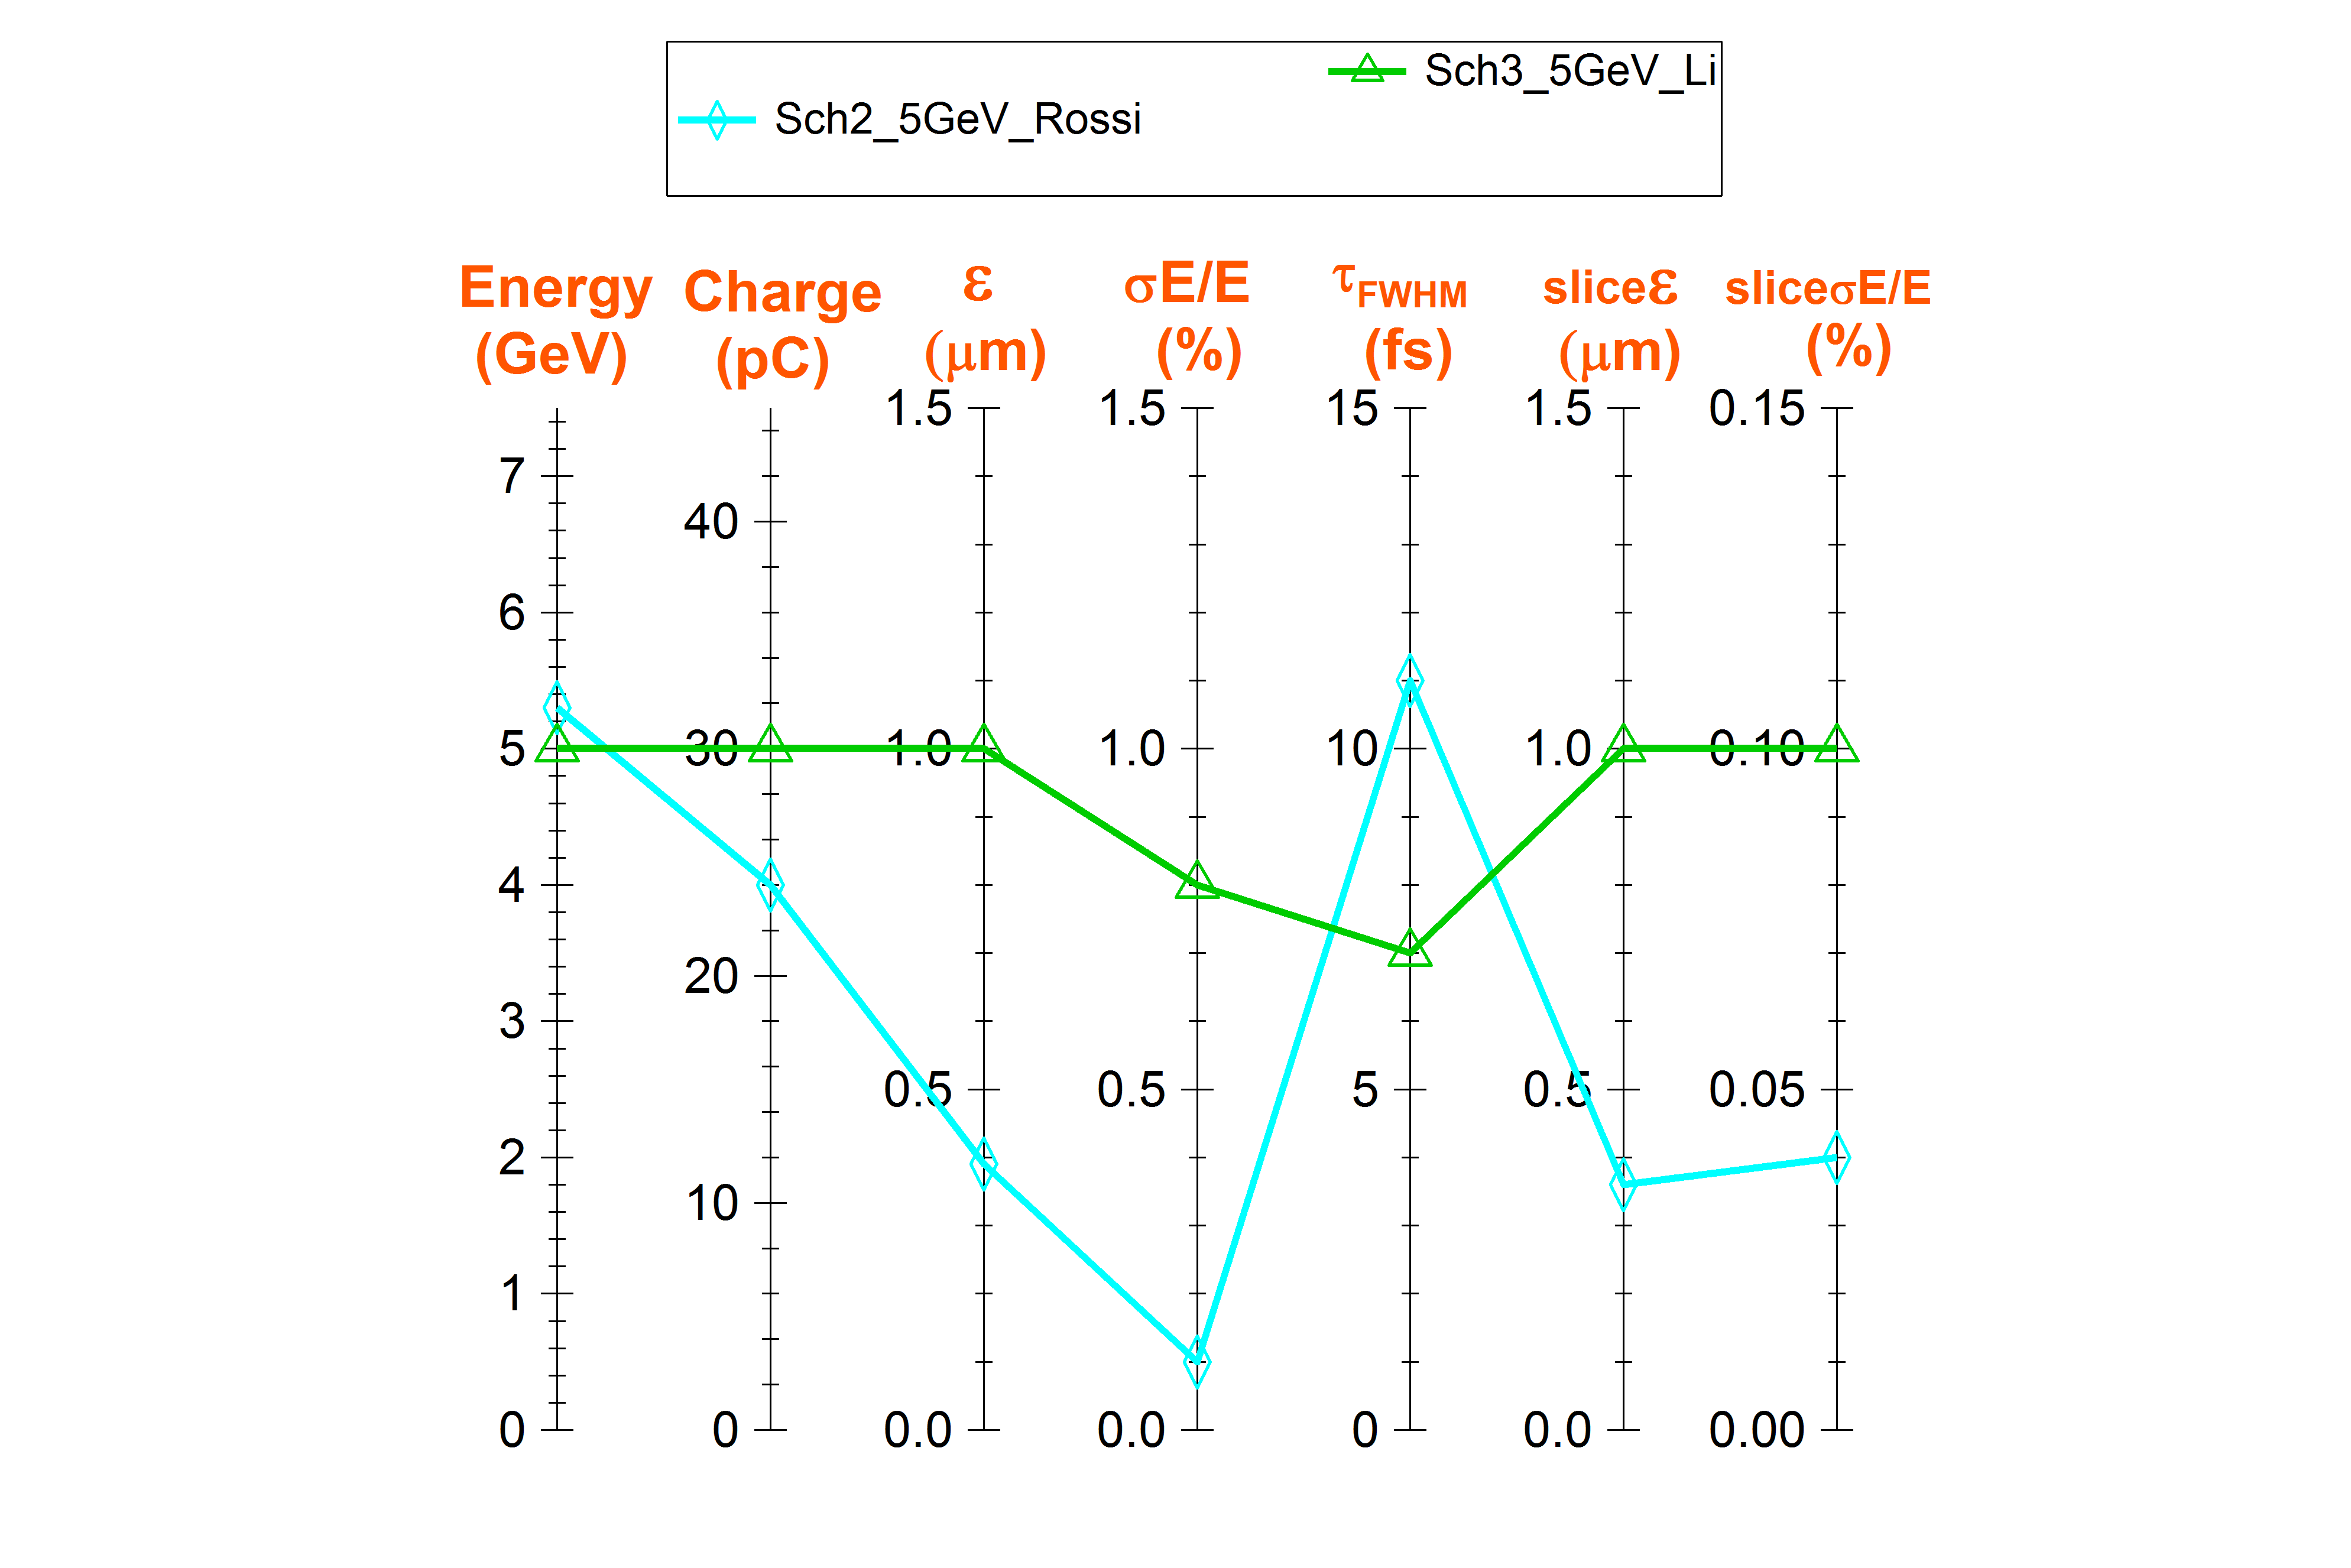 Sch3_5GeV_Li
Sch2_5GeV_Rossi
Energy
(GeV)
Charge
(pC)
ε
(μm)
σE/E
(%)
τFWHM
(fs)
sliceε
(μm)
sliceσE/E
(%)
7
6
5
4
3
2
1
0
40
30
20
10
0
1.5
1.0
0.5
0.0
1.5
1.0
0.5
0.0
15
10
5
0
1.5
1.0
0.5
0.0
0.15
0.10
0.05
0.00